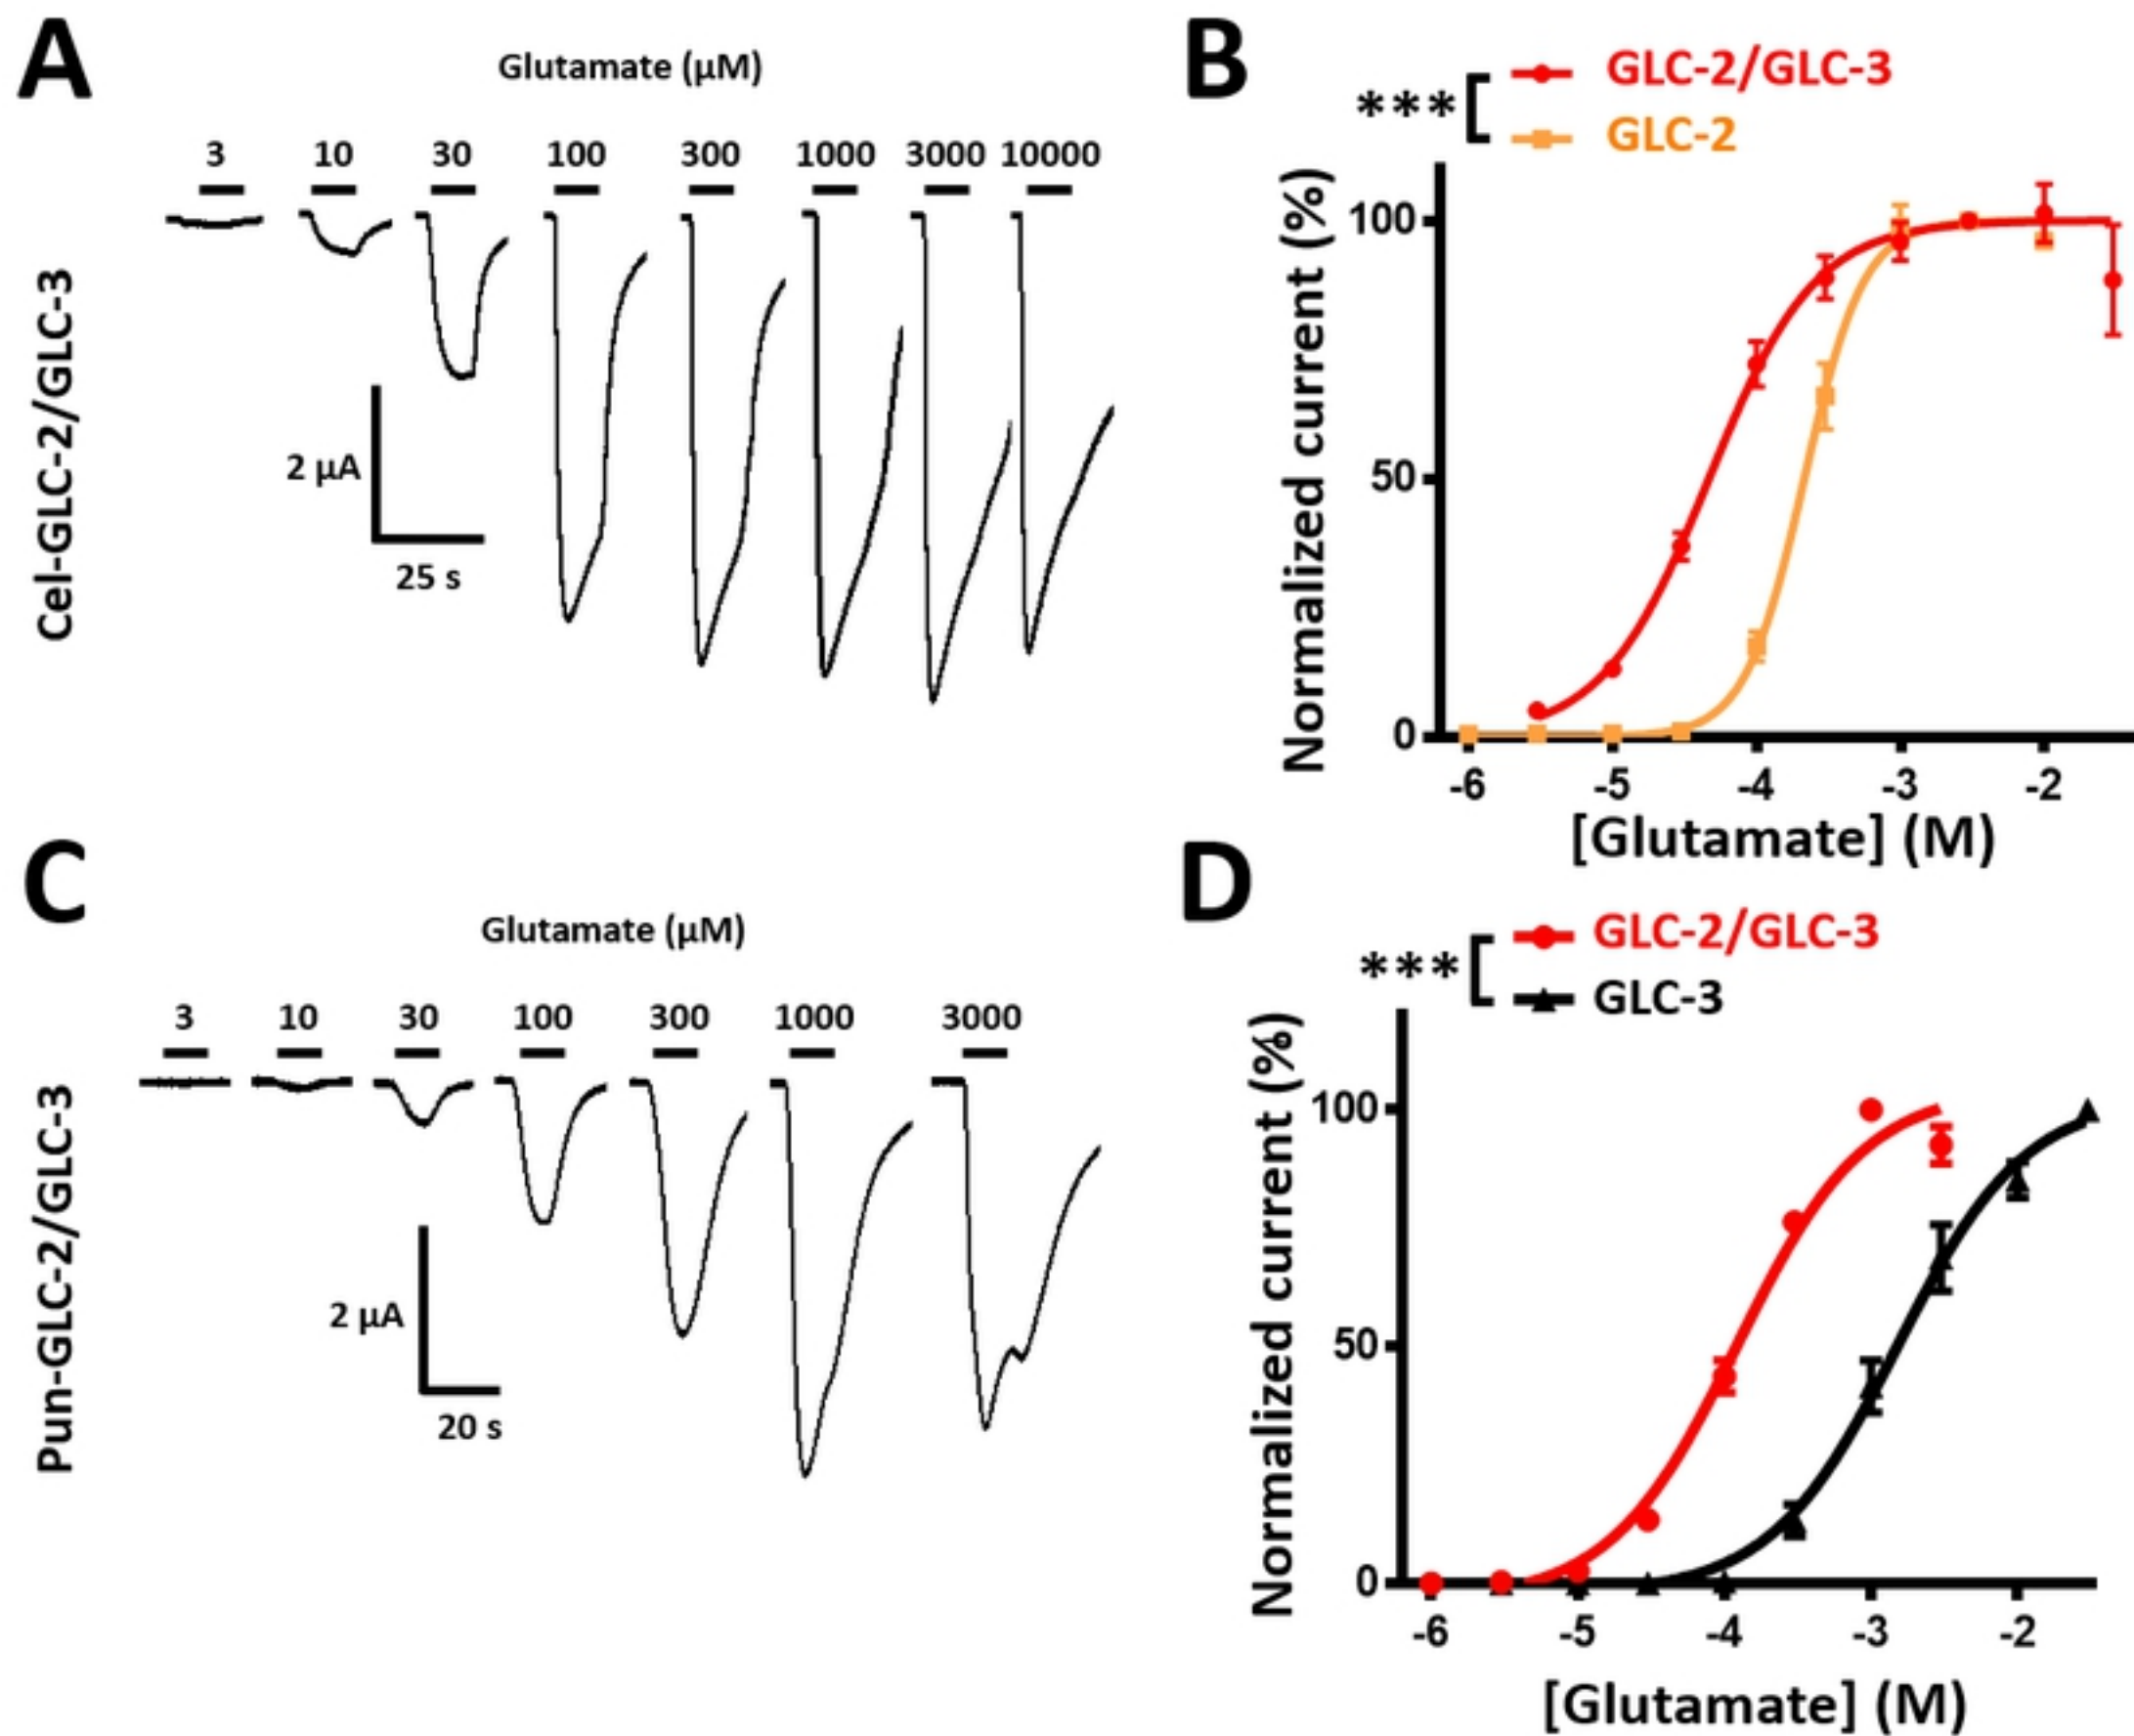 A
Glutamate (µM)
3 10 30 100 300 1000 3000 10000
Cel-GLC-2/GLC-3
2 µA
25 s
B
GLC-2/GLC-3
***
GLC-2
Normalized current (%)
100
50
0
-6 -5 -4 -3 -2
[Glutamate] (M)
C
Glutamate (µM)
3 10 30 100 300 1000 3000
Pun-GLC-2/GLC-3
2 µA
20 s
D
GLC-2/GLC-3
***
GLC-3
Normalized current (%)
100
50
0
-6 -5 -4 -3 -2
[Glutamate] (M)